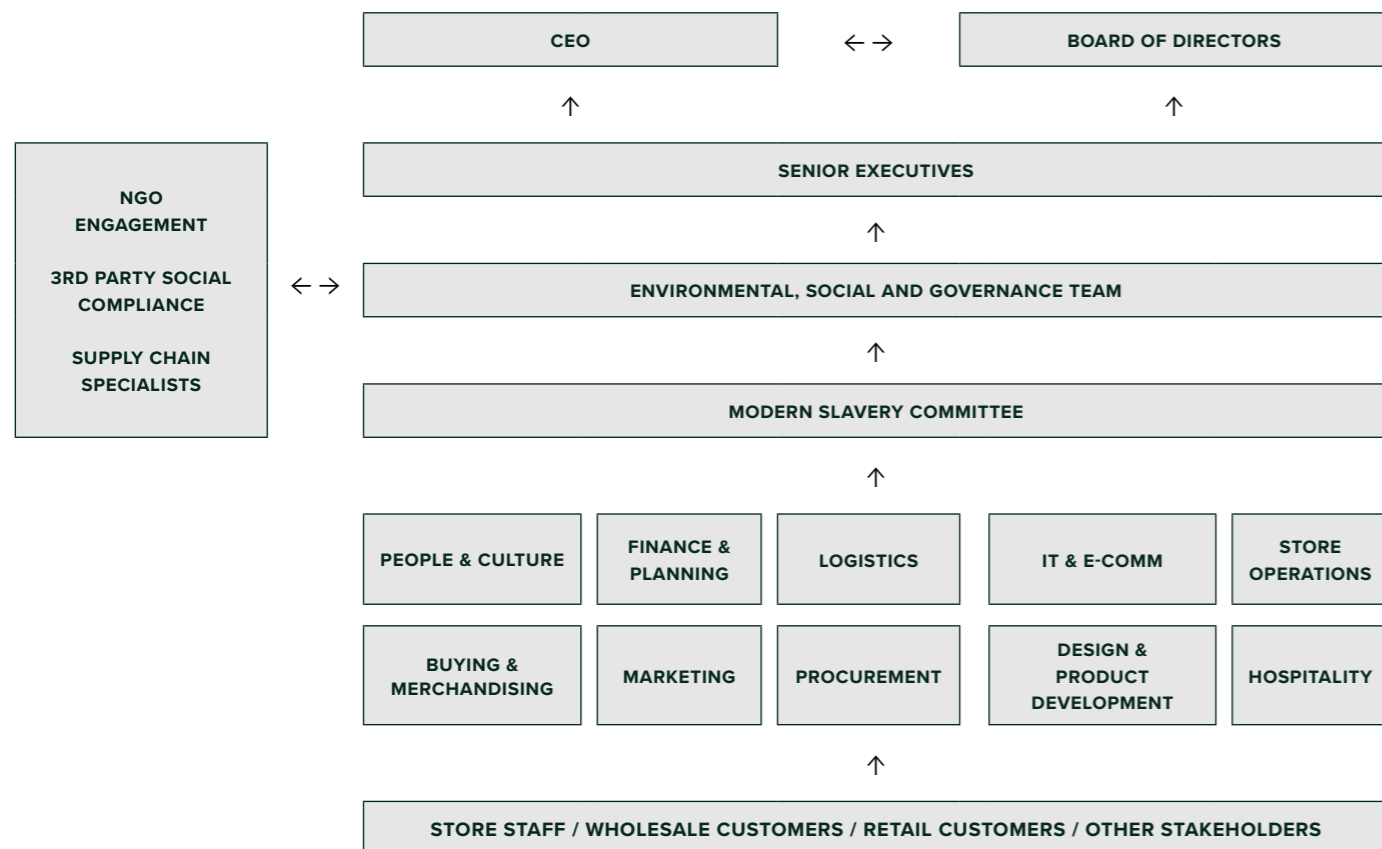 CEO
BOARD OF DIRECTORS
SENIOR EXECUTIVES
NGO
ENGAGEMENT
3RD PARTY SOCIAL
COMPLIANCE
SUPPLY CHAIN
SPECIALISTS
ENVIRONMENTAL, SOCIAL AND GOVERNANCE TEAM
MODERN SLAVERY COMMITTEE
PEOPLE & CULTURE
FINANCE &
PLANNING
LOGISTICS
IT & E-COMM
STORE
OPERATIONS
BUYING &
MERCHANDISING
MARKETING
PROCUREMENT
DESIGN &
PRODUCT
DEVELOPMENT
HOSPITALITY
STORE STAFF / WHOLESALE CUSTOMERS / RETAIL CUSTOMERS / OTHER STAKEHOLDERS